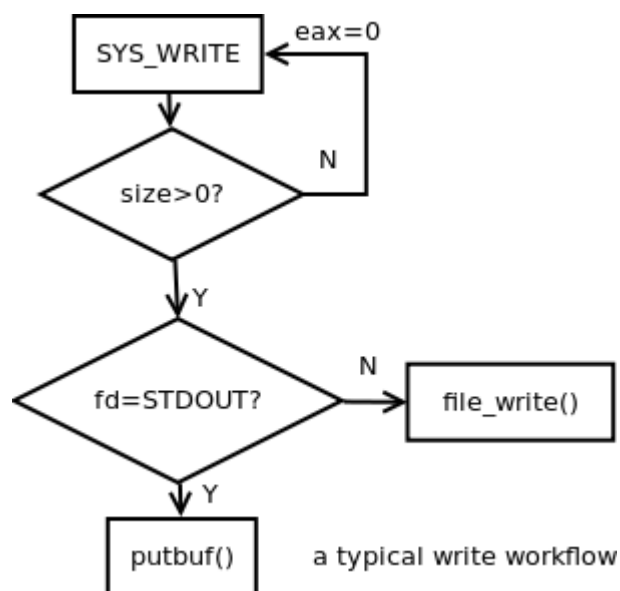 eax=0
SYS_WRITE
N
size>0?
Y
N
fd=STDOUT?
file_write()
Y
putbuf()
a typical write workflow